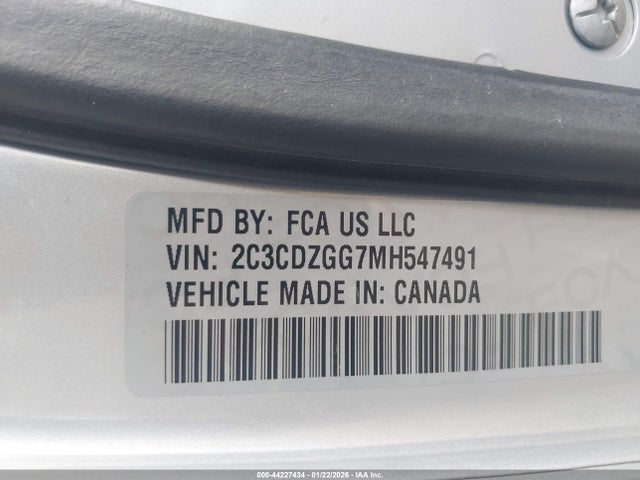 MFD BY: FCA US LLC
VIN: 2C3CDZGG7MH547491
VEHICLE MADE IN: CANADA
000-44227434 - 01/22/2026 - IAA Inc.